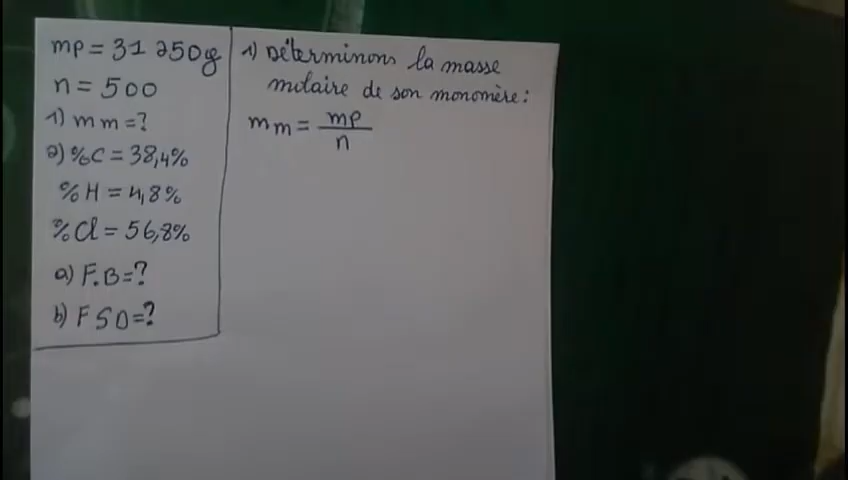 mp = 31 250g
n = 500
1) mm = ?
2) %C = 38,4%
%H = 4,8%
%Cl = 56,8%
a) F.B = ?
b) F S D = ?
1) Déterminons la masse
molaire de son monomère :
mm = mp
n